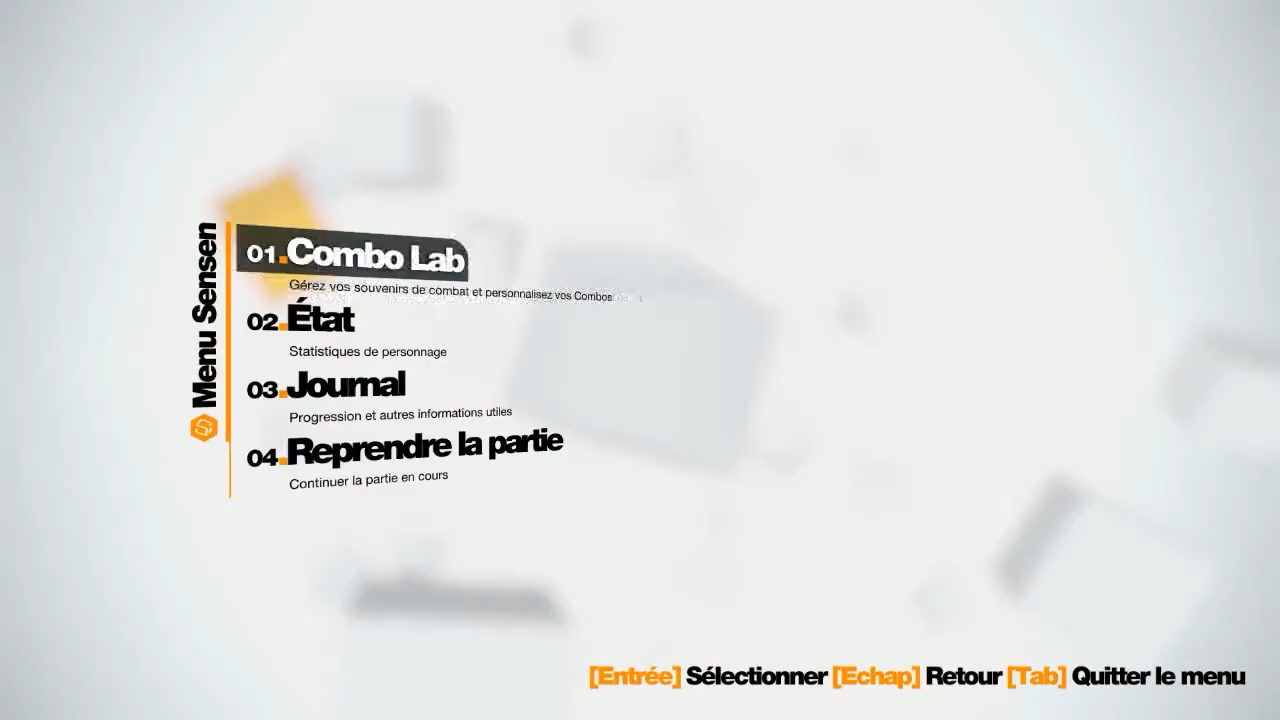 Menu Sensen
01.Combo Lab
Gérez vos souvenirs de combat et personnalisez vos Combos
02.État
Statistiques de personnage
03.Journal
Progression et autres informations utiles
04.Reprendre la partie
Continuer la partie en cours
[Entrée] Sélectionner [Echap] Retour [Tab] Quitter le menu